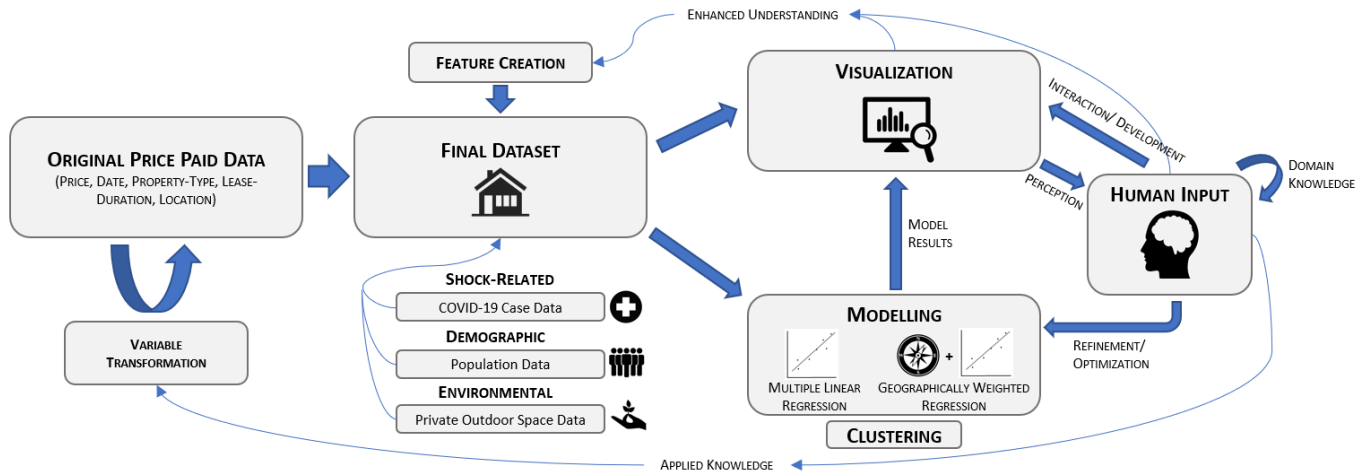 ENHANCED UNDERSTANDING
FEATURE CREATION
VISUALIZATION
INTERACTION/ DEVELOPMENT
ORIGINAL PRICE PAID DATA
(PRICE, DATE, PROPERTY-TYPE, LEASE-
DURATION, LOCATION)
FINAL DATASET
PERCEPTION
DOMAIN
KNOWLEDGE
HUMAN INPUT
MODEL
RESULTS
SHOCK-RELATED
COVID-19 Case Data
DEMOGRAPHIC
Population Data
ENVIRONMENTAL
Private Outdoor Space Data
VARIABLE
TRANSFORMATION
MODELLING
+
MULTIPLE LINEAR
REGRESSION
GEOGRAPHICALLY WEIGHTED
REGRESSION
REFINEMENT/
OPTIMIZATION
CLUSTERING
APPLIED KNOWLEDGE